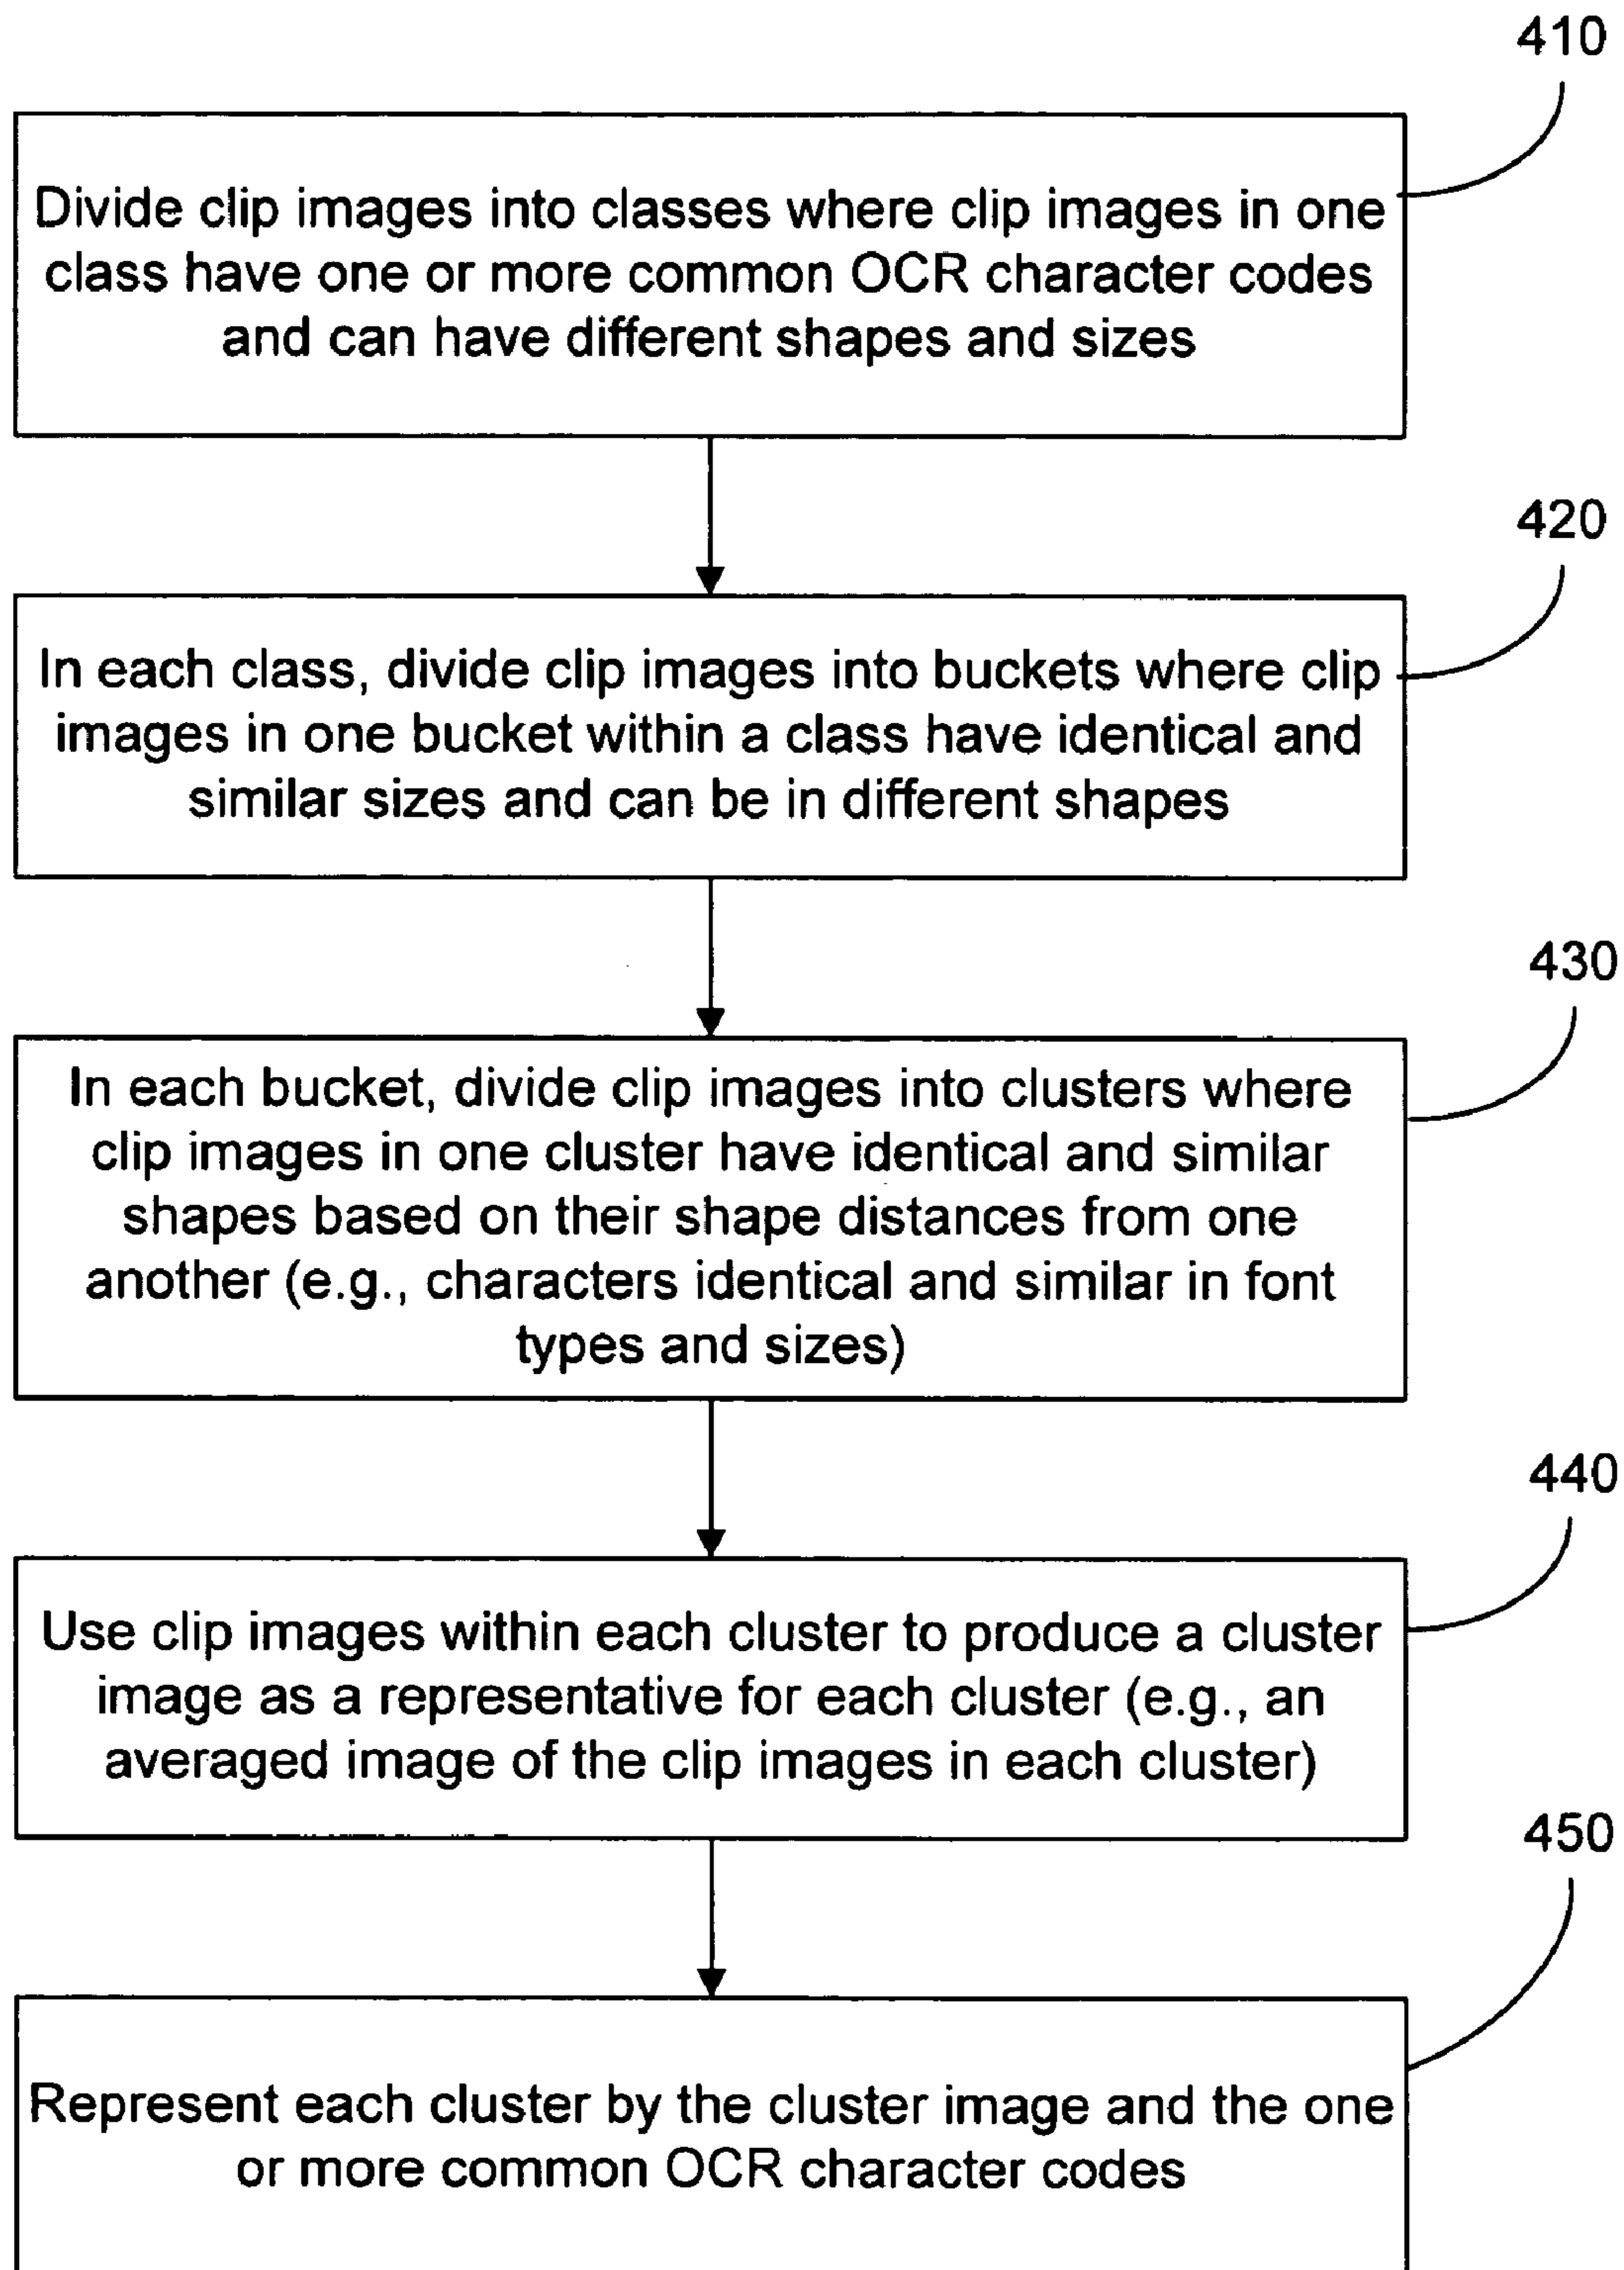 410
Divide clip images into classes where clip images in one
class have one or more common OCR character codes
and can have different shapes and sizes
420
In each class, divide clip images into buckets where clip
images in one bucket within a class have identical and
similar sizes and can be in different shapes
430
In each bucket, divide clip images into clusters where
clip images in one cluster have identical and similar
shapes based on their shape distances from one
another (e.g., characters identical and similar in font
types and sizes)
440
Use clip images within each cluster to produce a cluster
image as a representative for each cluster (e.g., an
averaged image of the clip images in each cluster)
450
Represent each cluster by the cluster image and the one
or more common OCR character codes